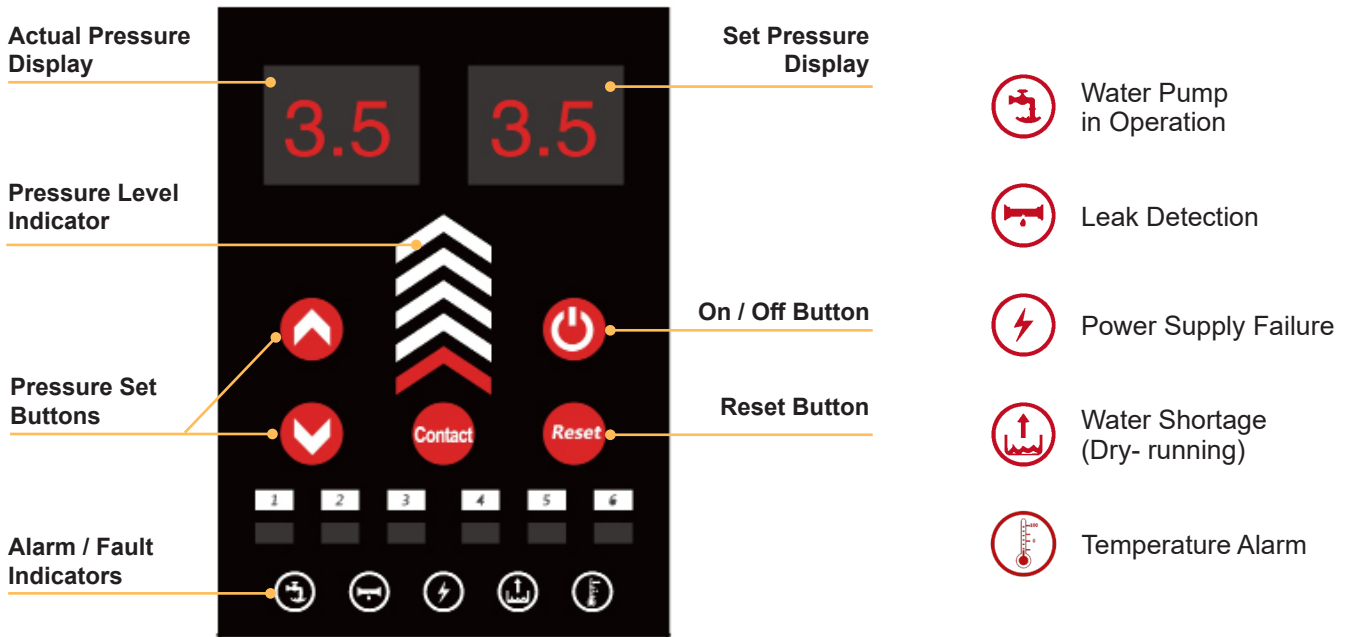 Actual Pressure
Display
Set Pressure
Display
3.5
3.5
Water Pump
in Operation
Pressure Level
Indicator
Leak Detection
On / Off Button
Power Supply Failure
Pressure Set
Buttons
Contact
Reset
Reset Button
Water Shortage
(Dry- running)
1 2 3 4 5 6
Alarm / Fault
Indicators
Temperature Alarm